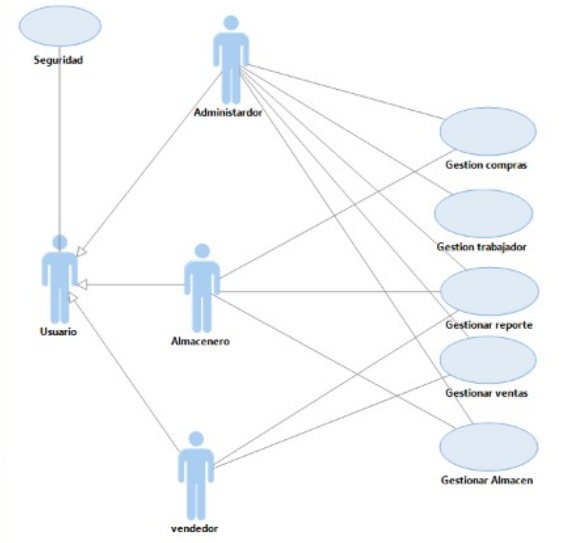 Seguridad
Administardor
Gestion compras
Gestion trabajador
Usuario
Almacenero
Gestionar reporte
Gestionar ventas
Gestionar Almacen
vendedor